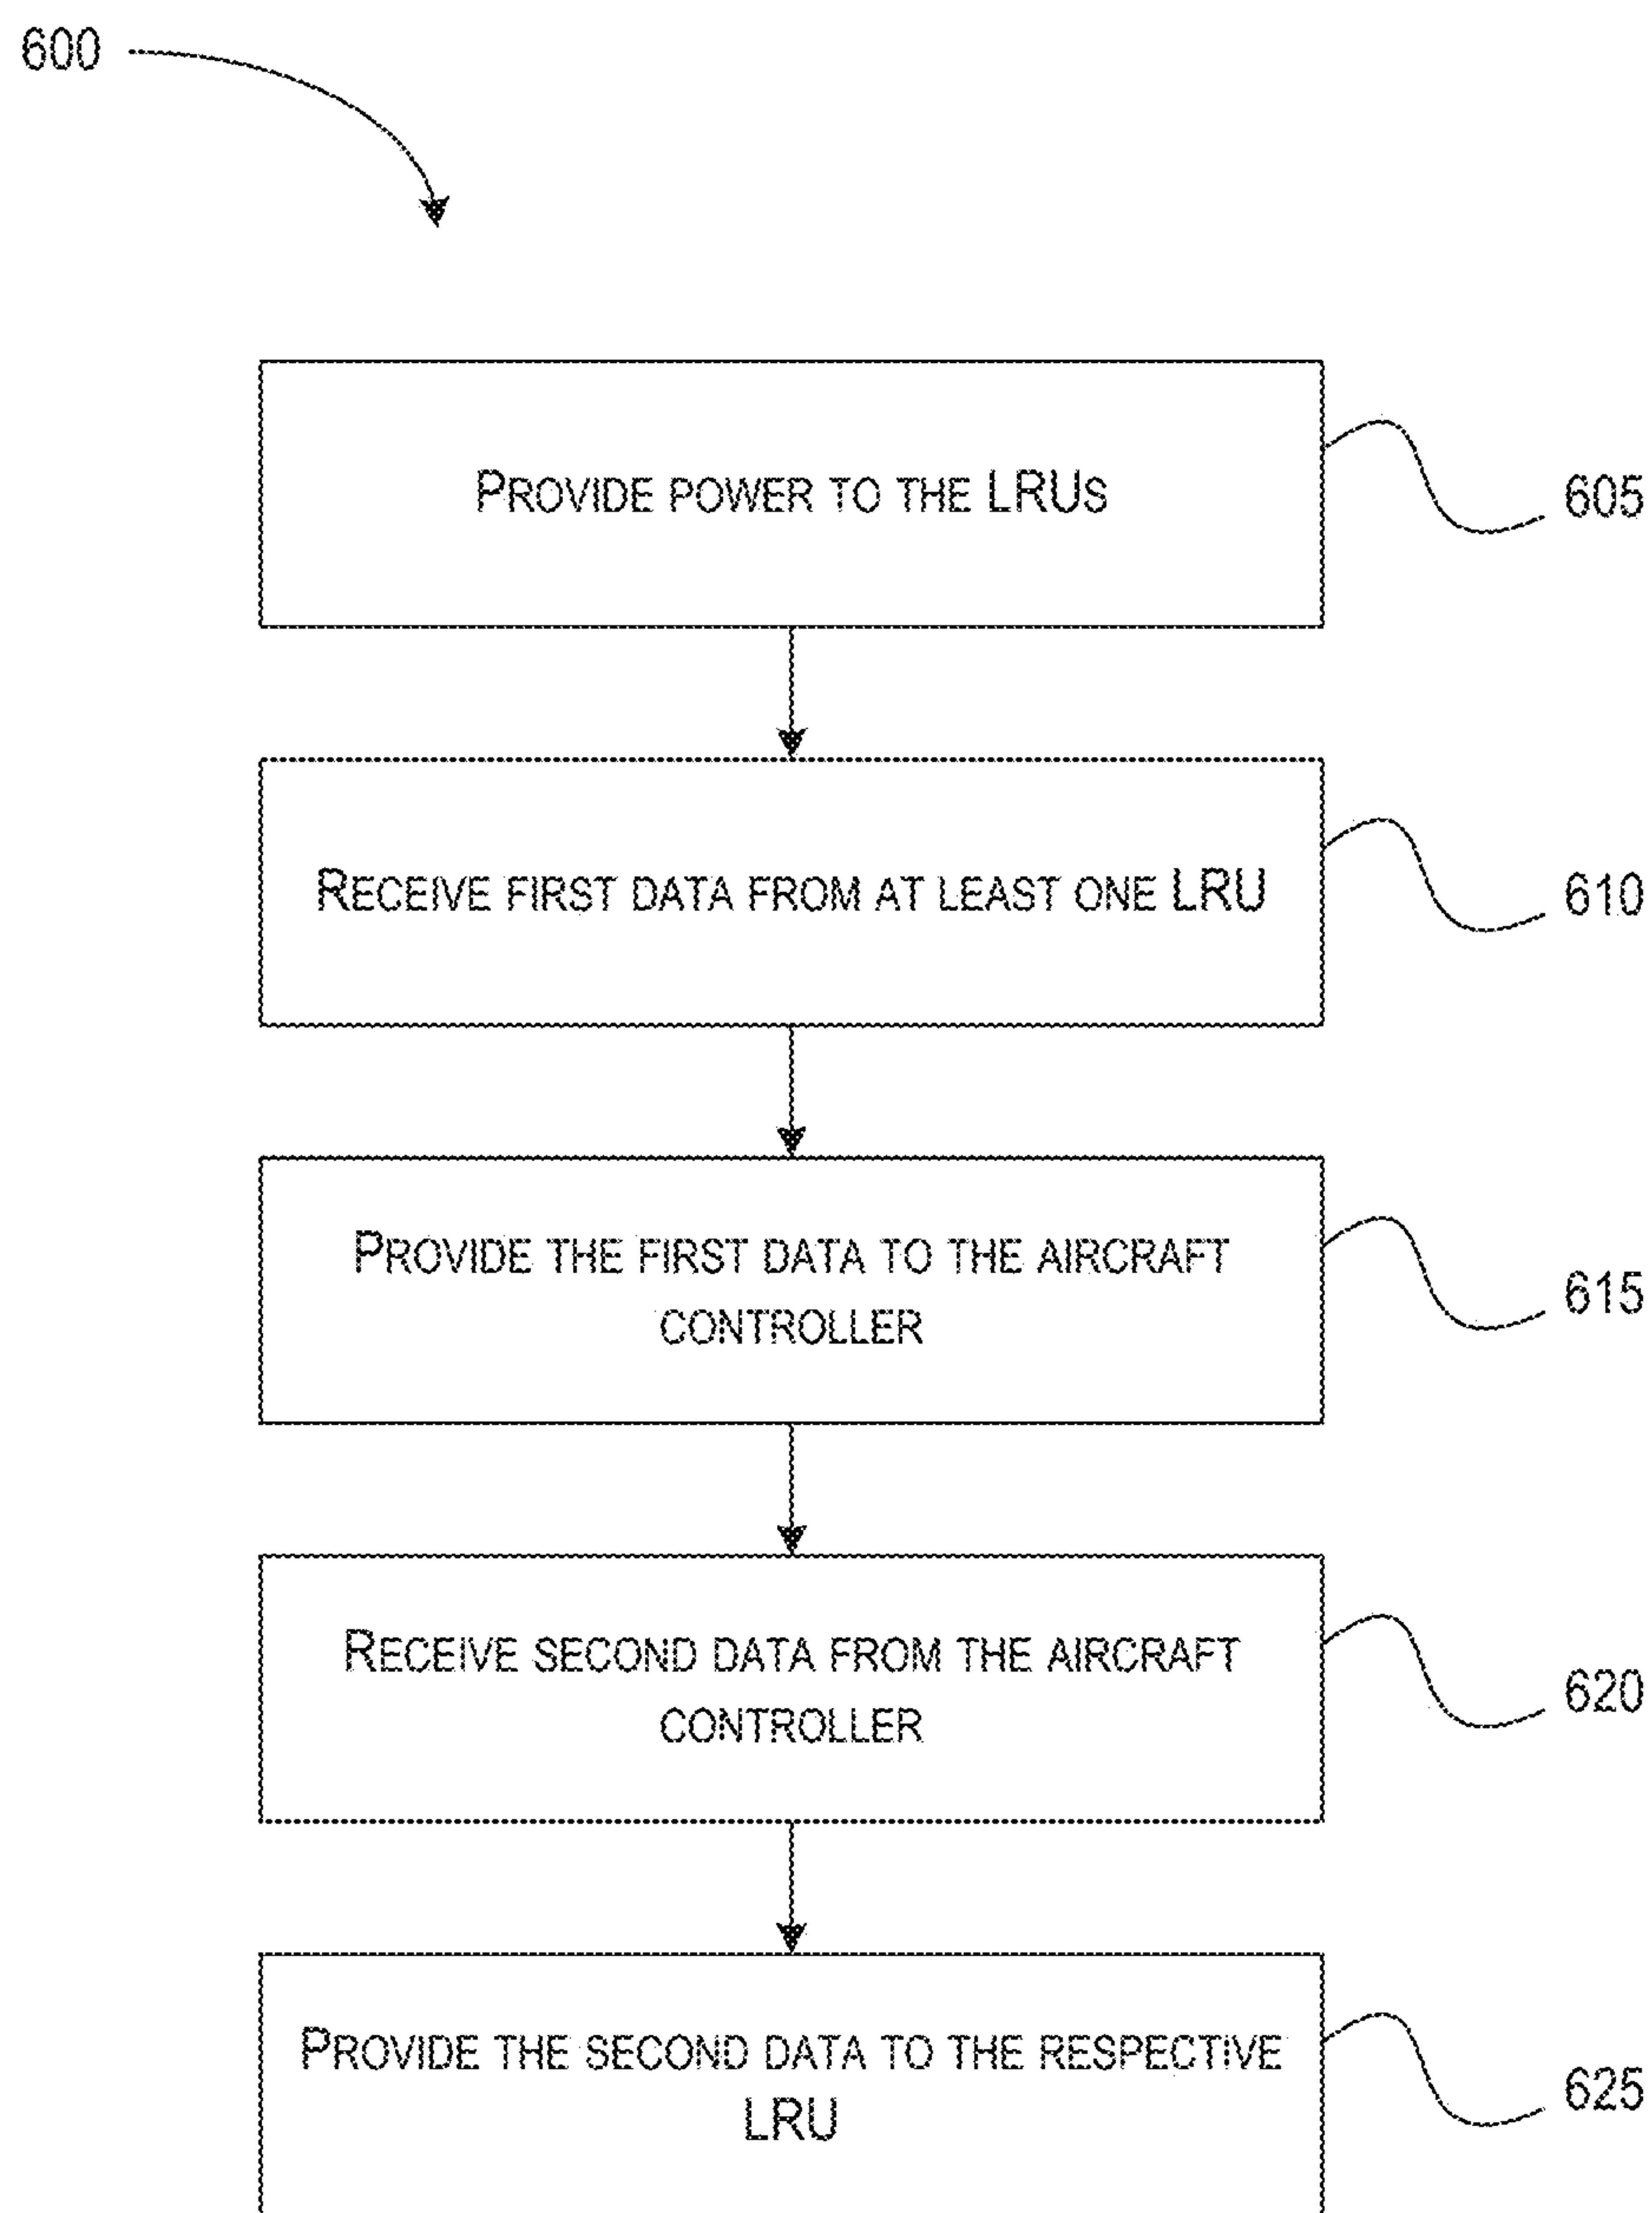 600
PROVIDE POWER TO THE LRUS
605
RECEIVE FIRST DATA FROM AT LEAST ONE LRU
610
PROVIDE THE FIRST DATA TO THE AIRCRAFT
CONTROLLER
615
RECEIVE SECOND DATA FROM THE AIRCRAFT
CONTROLLER
620
PROVIDE THE SECOND DATA TO THE RESPECTIVE
LRU
625